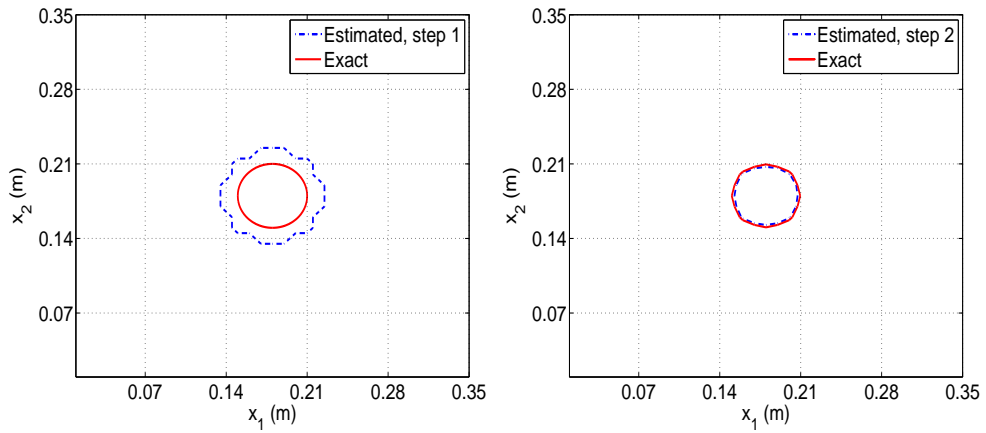 0.35
0.28
0.21
0.14
0.07
x_2 (m)
Estimated, step 1
Exact
0.07 0.14 0.21 0.28 0.35
x_1 (m)
0.35
0.28
0.21
0.14
0.07
x_2 (m)
Estimated, step 2
Exact
0.07 0.14 0.21 0.28 0.35
x_1 (m)